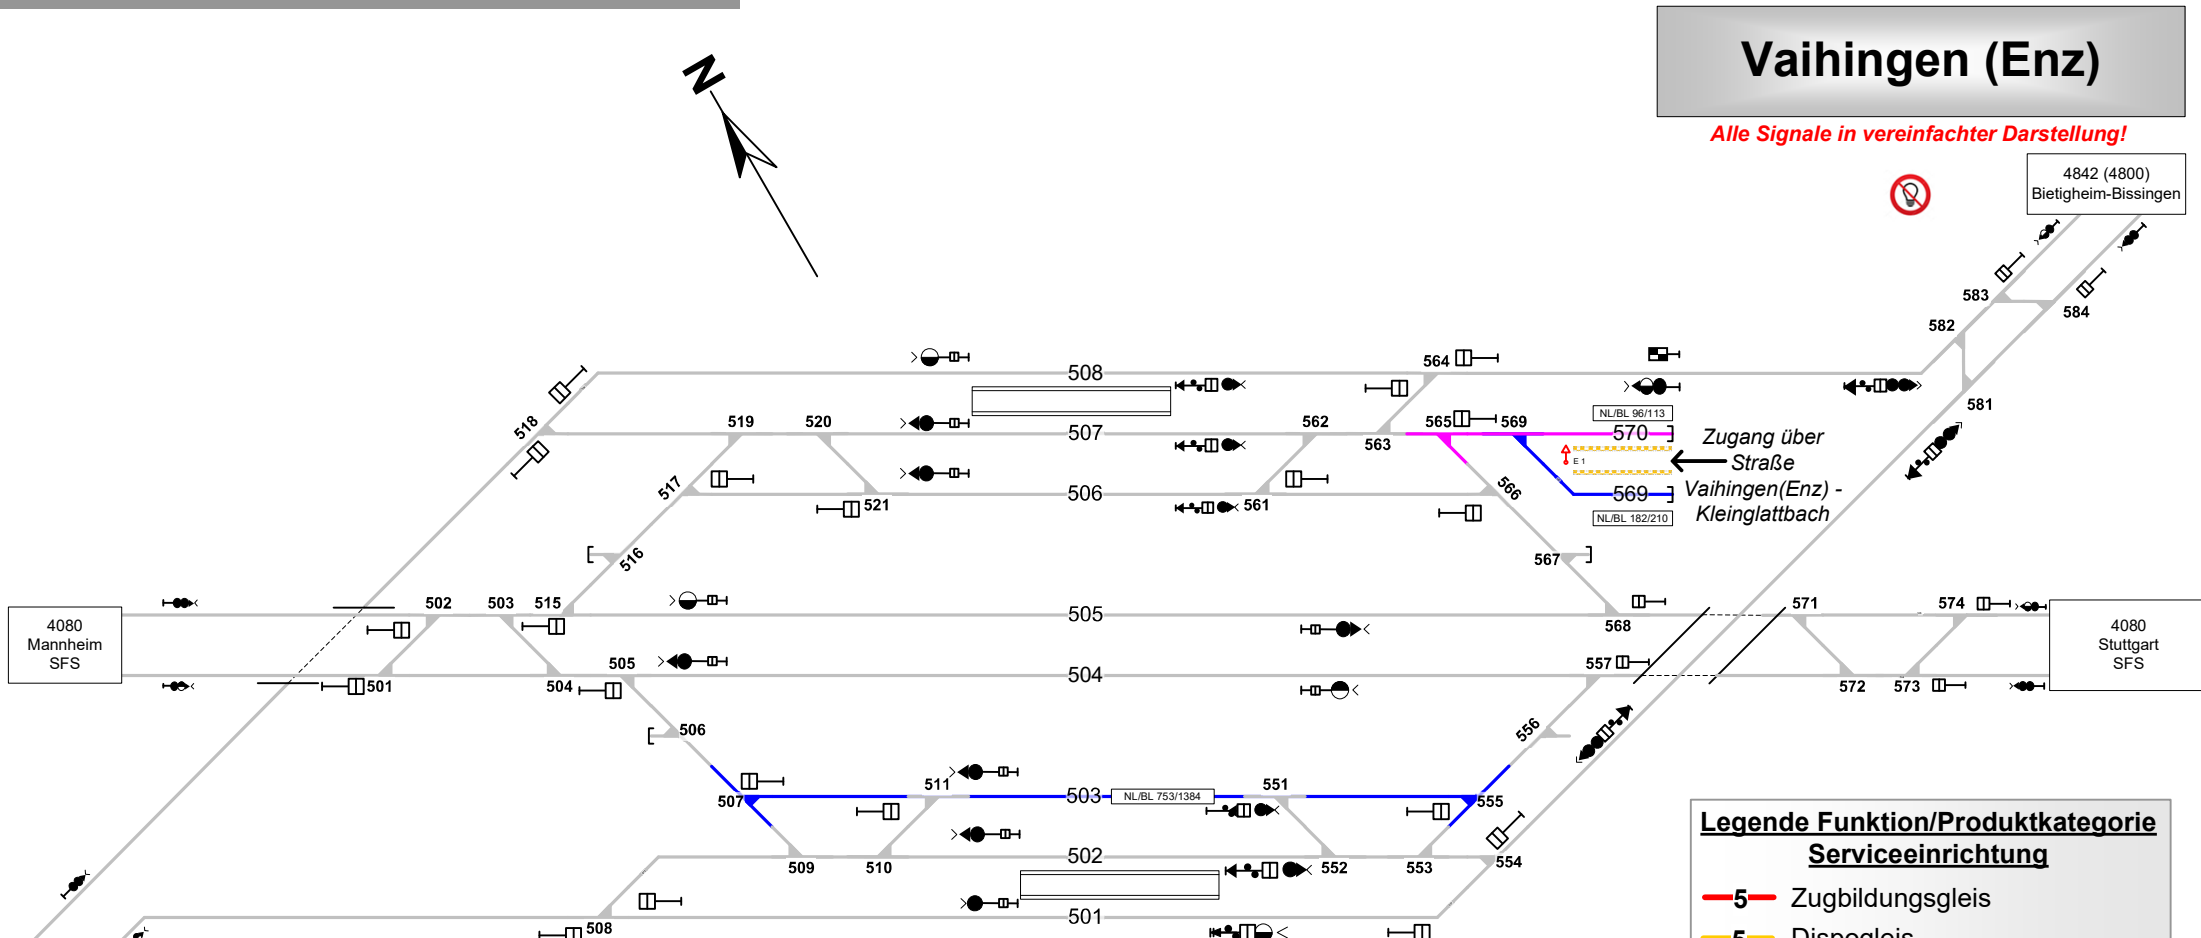 N
Vaihingen (Enz)
Alle Signale in vereinfachter Darstellung!
4842 (4800)
Bietigheim-Bissingen
583
584
582
581
508
564
518
519
520
507
562
563
565
569
NL/BL 96/113
570
E 1
Zugang über
Straße
Vaihingen(Enz) -
Kleinglattbach
517
521
506
561
566
569
NL/BL 182/210
516
567
4080
Mannheim
SFS
502
503
515
505
568
571
574
4080
Stuttgart
SFS
501
504
505
504
557
572
573
506
556
507
511
503
NL/BL 753/1384
551
555
509
510
502
552
553
554
508
501
Legende Funktion/Produktkategorie
Serviceeinrichtung
5 Zugbildungsgleis
5 Dispogleis